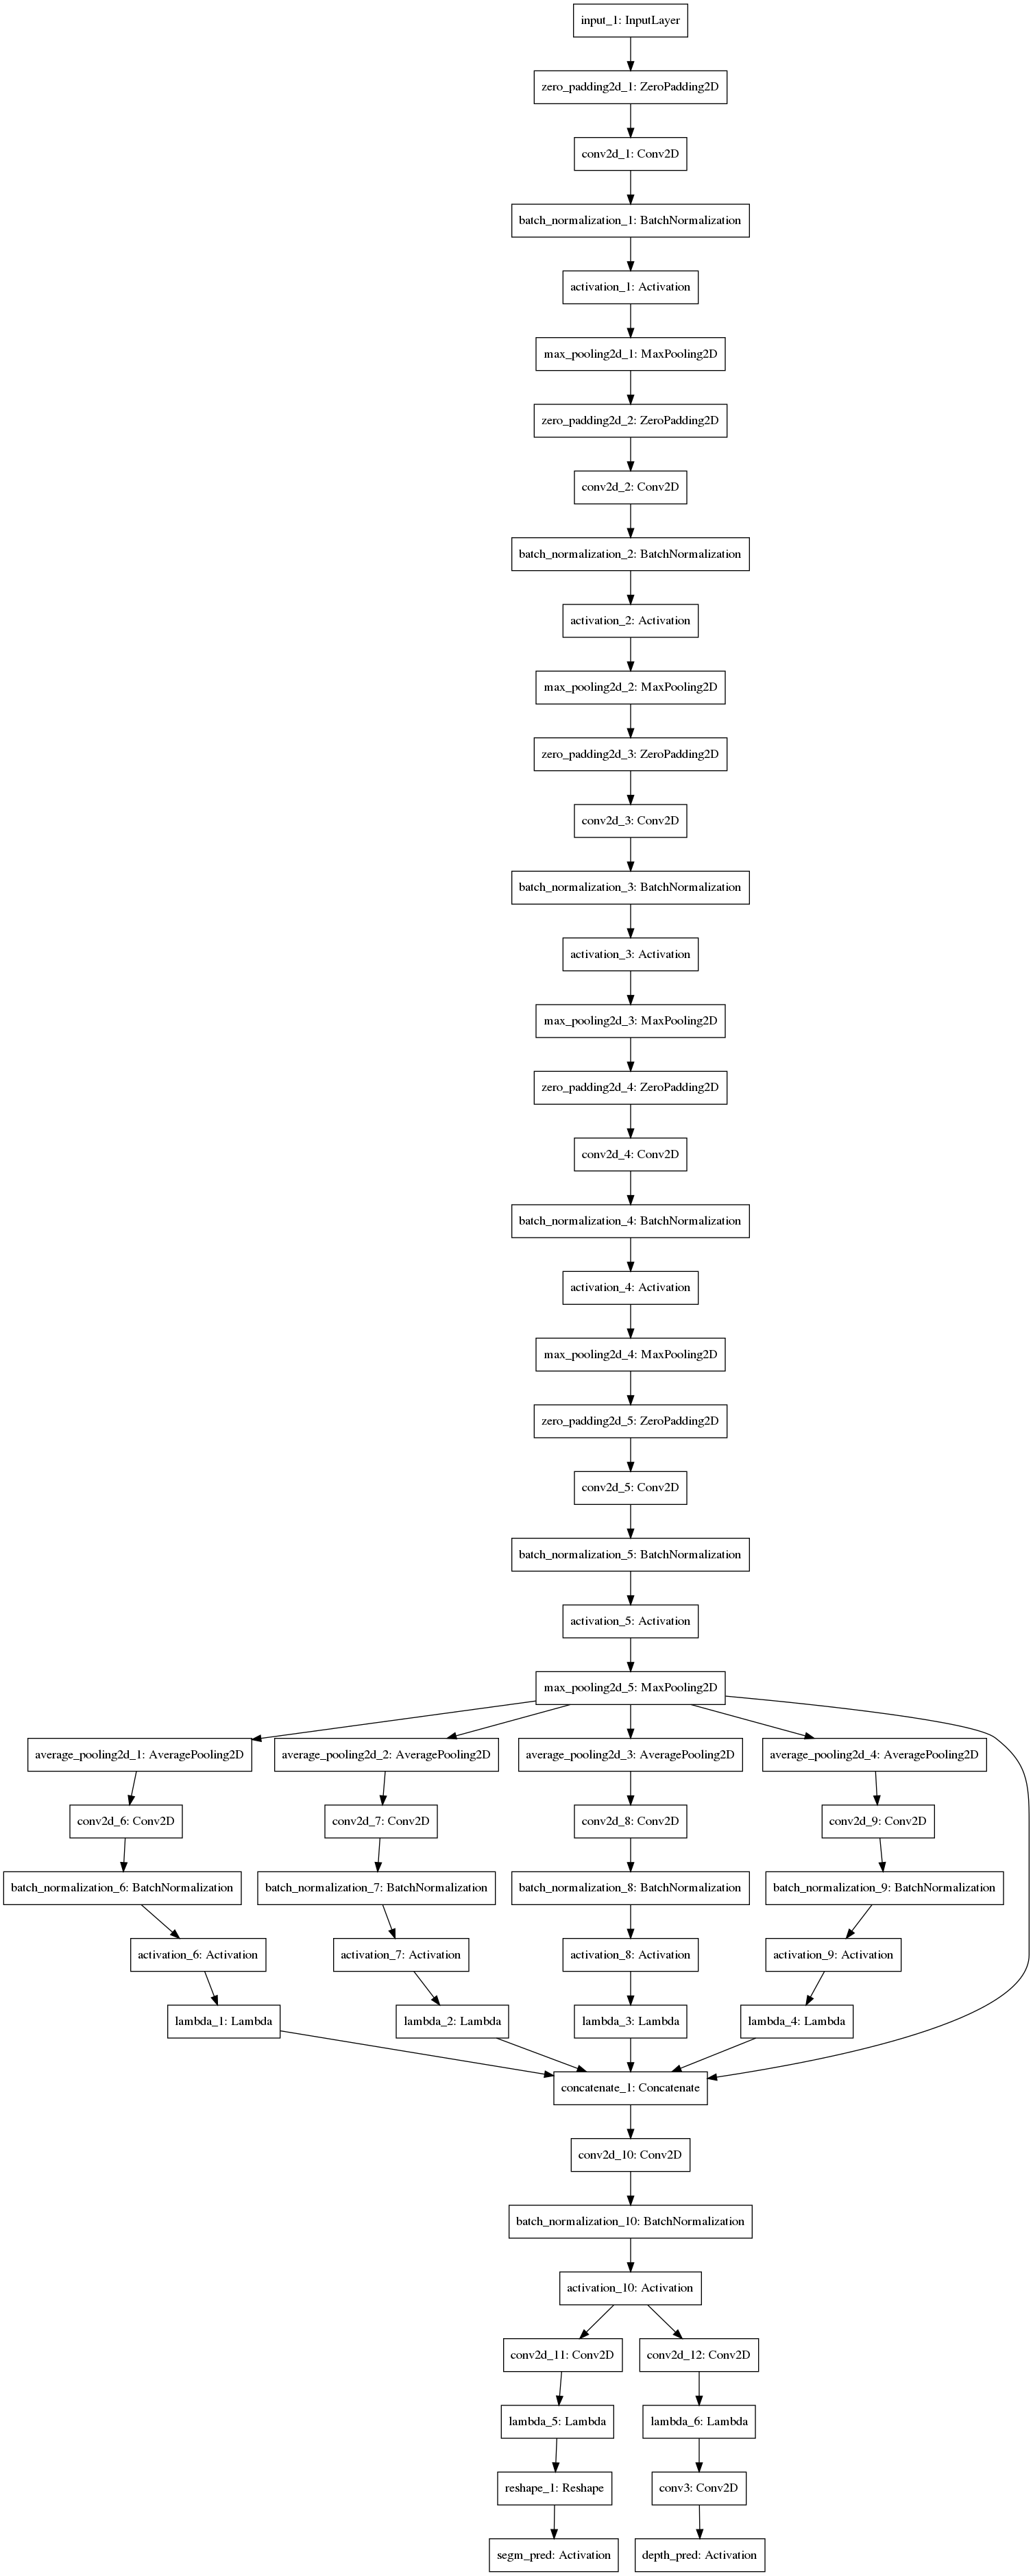 input_1: InputLayer
zero_padding2d_1: ZeroPadding2D
conv2d_1: Conv2D
batch_normalization_1: BatchNormalization
activation_1: Activation
max_pooling2d_1: MaxPooling2D
zero_padding2d_2: ZeroPadding2D
conv2d_2: Conv2D
batch_normalization_2: BatchNormalization
activation_2: Activation
max_pooling2d_2: MaxPooling2D
zero_padding2d_3: ZeroPadding2D
conv2d_3: Conv2D
batch_normalization_3: BatchNormalization
activation_3: Activation
max_pooling2d_3: MaxPooling2D
zero_padding2d_4: ZeroPadding2D
conv2d_4: Conv2D
batch_normalization_4: BatchNormalization
activation_4: Activation
max_pooling2d_4: MaxPooling2D
zero_padding2d_5: ZeroPadding2D
conv2d_5: Conv2D
batch_normalization_5: BatchNormalization
activation_5: Activation
max_pooling2d_5: MaxPooling2D
average_pooling2d_1: AveragePooling2D
average_pooling2d_2: AveragePooling2D
average_pooling2d_3: AveragePooling2D
average_pooling2d_4: AveragePooling2D
conv2d_6: Conv2D
conv2d_7: Conv2D
conv2d_8: Conv2D
conv2d_9: Conv2D
batch_normalization_6: BatchNormalization
batch_normalization_7: BatchNormalization
batch_normalization_8: BatchNormalization
batch_normalization_9: BatchNormalization
activation_6: Activation
activation_7: Activation
activation_8: Activation
activation_9: Activation
lambda_1: Lambda
lambda_2: Lambda
lambda_3: Lambda
lambda_4: Lambda
concatenate_1: Concatenate
conv2d_10: Conv2D
batch_normalization_10: BatchNormalization
activation_10: Activation
conv2d_11: Conv2D
conv2d_12: Conv2D
lambda_5: Lambda
lambda_6: Lambda
reshape_1: Reshape
conv3: Conv2D
segm_pred: Activation
depth_pred: Activation